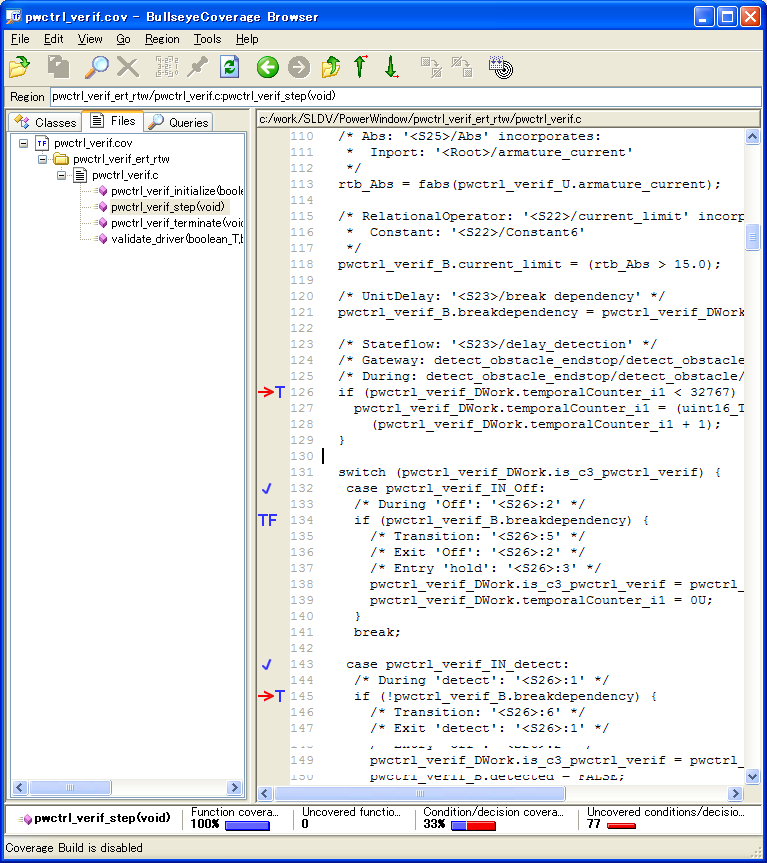 pwctrl_verif.cov - BullseyeCoverage Browser
File Edit View Go Region Tools Help
Region pwctrl_verif_ert_rtw/pwctrl_verif.c:pwctrl_verif_step(void)
Classes Files Queries
pwctrl_verif.cov
pwctrl_verif_ert_rtw
pwctrl_verif.c
pwctrl_verif_initialize(boole
pwctrl_verif_step(void)
pwctrl_verif_terminate(void
validate_driver(boolean_T,b
c:/work/SLDV/PowerWindow/pwctrl_verif_ert_rtw/pwctrl_verif.c
110 /* Abs: '<S25>/Abs' incorporates:
111 *  Inport: '<Root>/armature_current'
112 */
113 rtb_Abs = fabs(pwctrl_verif_U.armature_current);
114
115 /* RelationalOperator: '<S22>/current_limit' incorp
116 *  Constant: '<S22>/Constant6'
117 */
118 pwctrl_verif_B.current_limit = (rtb_Abs > 15.0);
119
120 /* UnitDelay: '<S23>/break dependency' */
121 pwctrl_verif_B.breakdependency = pwctrl_verif_DWork
122
123 /* Stateflow: '<S23>/delay_detection' */
124 /* Gateway: detect_obstacle_endstop/detect_obstacle
125 /* During: detect_obstacle_endstop/detect_obstacle/
T 126 if (pwctrl_verif_DWork.temporalCounter_i1 < 32767)
127 pwctrl_verif_DWork.temporalCounter_i1 = (uint16_T
128 (pwctrl_verif_DWork.temporalCounter_i1 + 1);
129 }
130
131 switch (pwctrl_verif_DWork.is_c3_pwctrl_verif) {
132 case pwctrl_verif_IN_Off:
133 /* During 'Off': '<S26>:2' */
TF 134 if (pwctrl_verif_B.breakdependency) {
135 /* Transition: '<S26>:5' */
136 /* Exit 'Off': '<S26>:2' */
137 /* Entry 'hold': '<S26>:3' */
138 pwctrl_verif_DWork.is_c3_pwctrl_verif = pwctrl_
139 pwctrl_verif_DWork.temporalCounter_i1 = 0U;
140 }
141 break;
142
143 case pwctrl_verif_IN_detect:
144 /* During 'detect': '<S26>:1' */
T 145 if (!pwctrl_verif_B.breakdependency) {
146 /* Transition: '<S26>:6' */
147 /* Exit 'detect': '<S26>:1' */
149 pwctrl_verif_DWork.is_c3_pwctrl_verif = pwctrl_
150 pwctrl_verif_B.detected = FALSE;
pwctrl_verif_step(void)
Function covera... 100%
Uncovered functio... 0
Condition/decision covera... 33%
Uncovered conditions/decisio... 77
Coverage Build is disabled